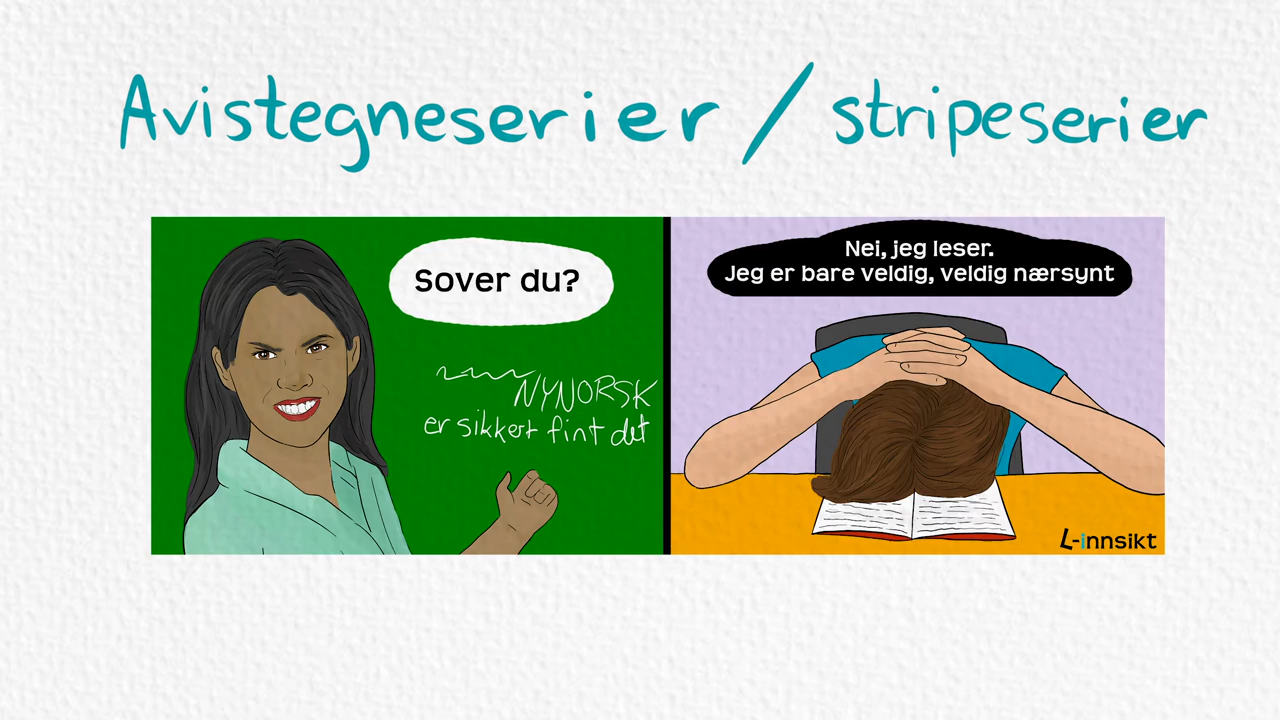 Avistegneserier / stripeserier
Sover du?
NYNORSK
er sikkert fint det
Nei, jeg leser.
Jeg er bare veldig, veldig nærsynt
L-innsikt